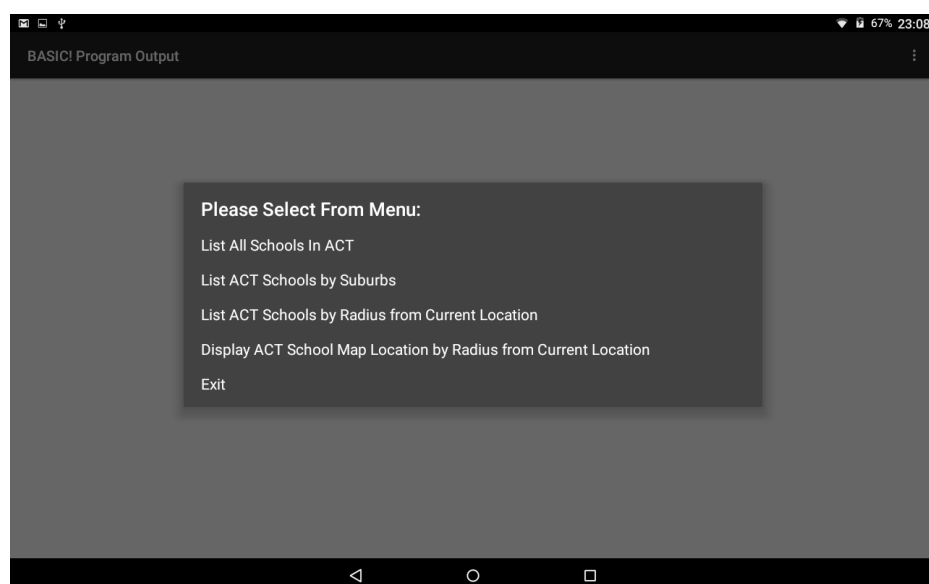 67% 23:08
BASIC! Program Output
Please Select From Menu:
List All Schools In ACT
List ACT Schools by Suburbs
List ACT Schools by Radius from Current Location
Display ACT School Map Location by Radius from Current Location
Exit